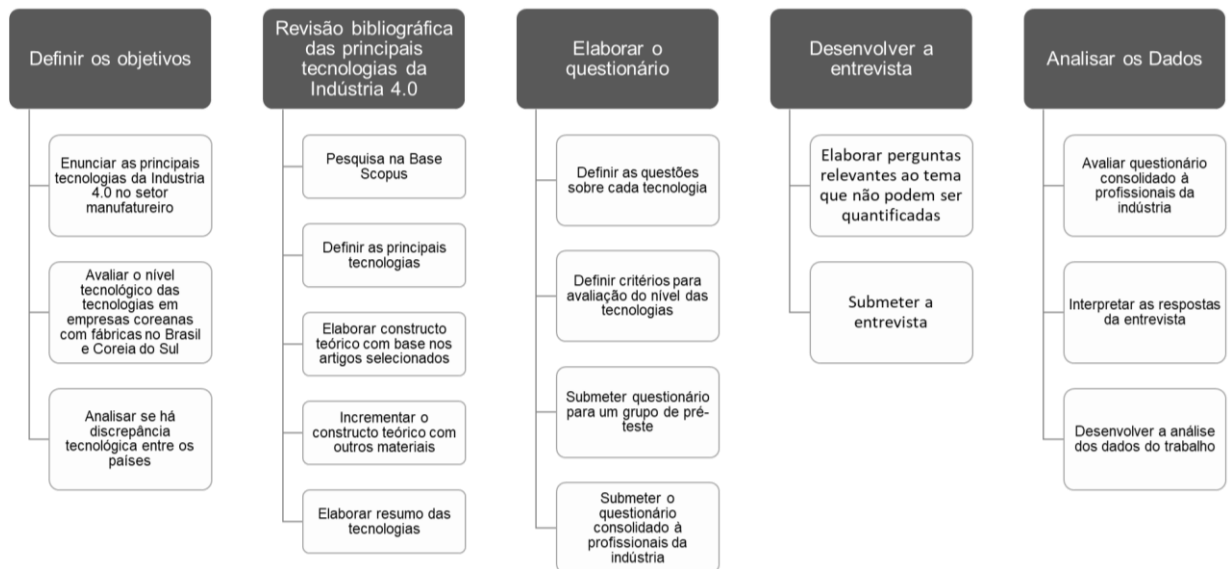 Definir os objetivos
Enunciar as principais
tecnologias da Industria
4.0 no setor
manufatureiro
Avaliar o nível
tecnológico das
tecnologias em
empresas coreanas
com fábricas no Brasil
e Coreia do Sul
Analisar se há
discrepância
tecnológica entre os
países
Revisão bibliográfica
das principais
tecnologias da
Indústria 4.0
Pesquisa na Base
Scopus
Definir as principais
tecnologias
Elaborar constructo
teórico com base nos
artigos selecionados
Incrementar o
constructo teórico com
outros materiais
Elaborar resumo das
tecnologias
Elaborar o
questionário
Definir as questões
sobre cada tecnologia
Definir critérios para
avaliação do nível das
tecnologias
Submeter questionário
para um grupo de pré-
teste
Submeter o
questionário
consolidado à
profissionais da
indústria
Desenvolver a
entrevista
Elaborar perguntas
relevantes ao tema
que não podem ser
quantificadas
Submeter a
entrevista
Analisar os Dados
Avaliar questionário
consolidado à
profissionais da
indústria
Interpretar as respostas
da entrevista
Desenvolver a análise
dos dados do trabalho